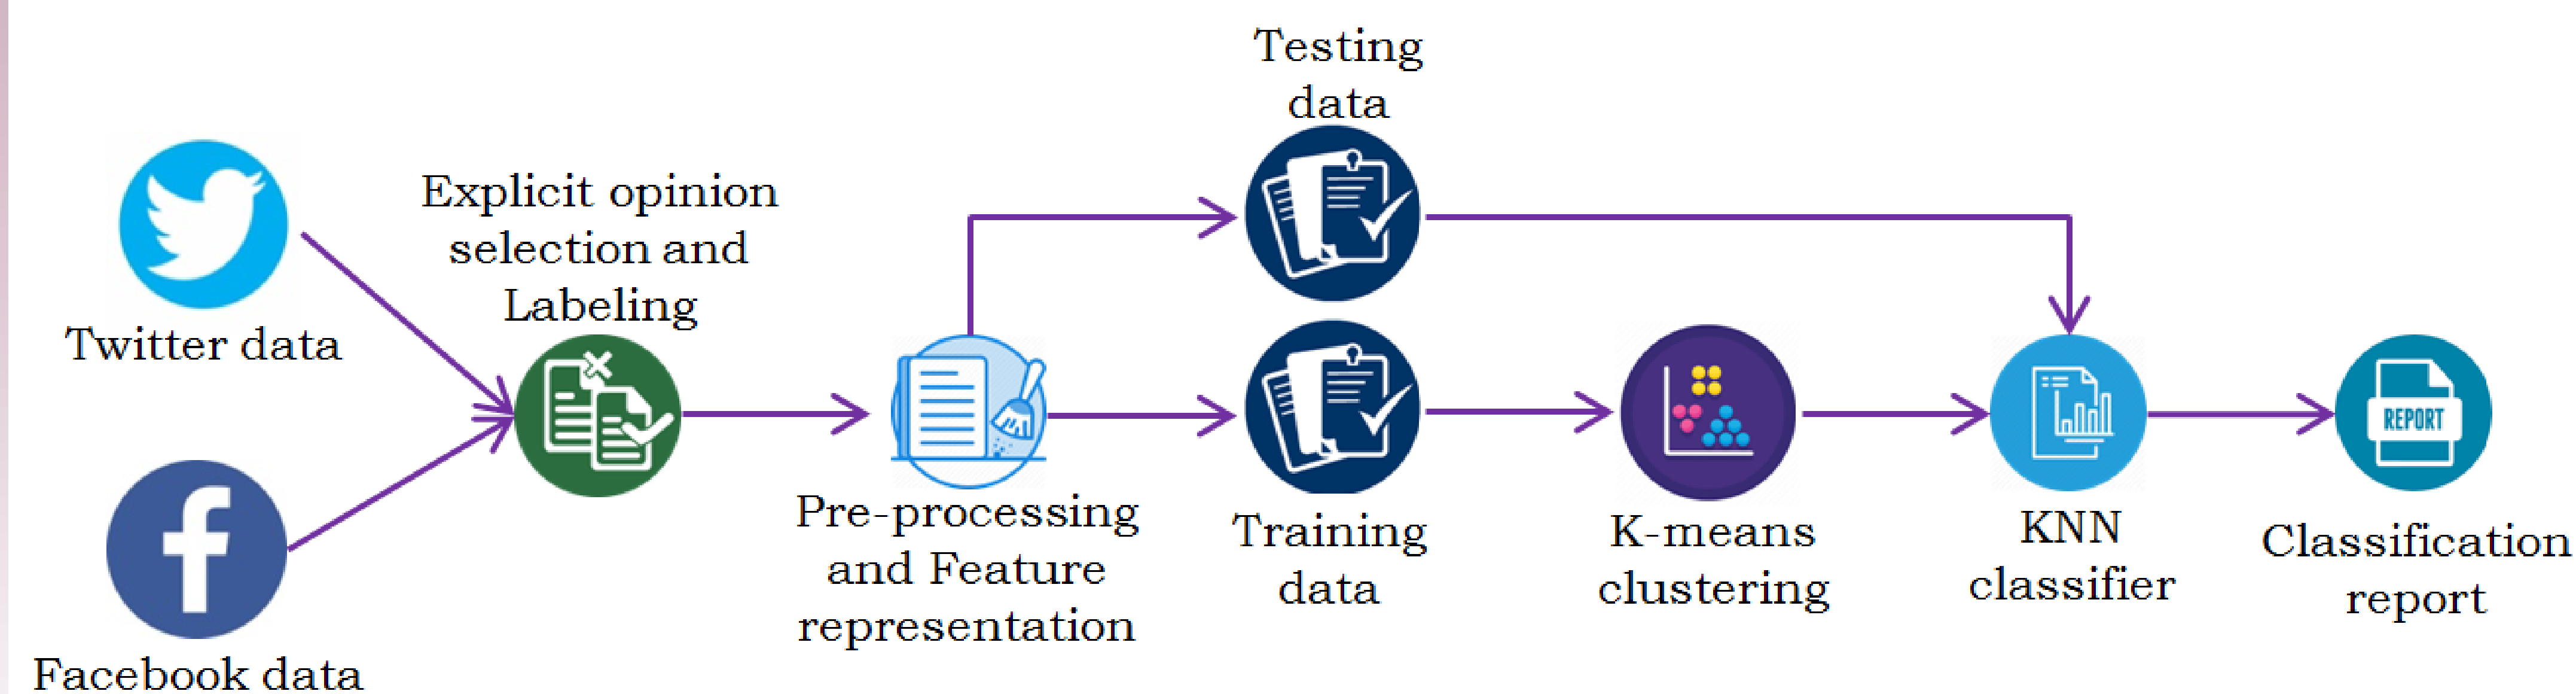 Twitter data
Facebook data
Explicit opinion
selection and
Labeling
Pre-processing
and Feature
representation
Testing
data
Training
data
K-means
clustering
KNN
classifier
REPORT
Classification
report